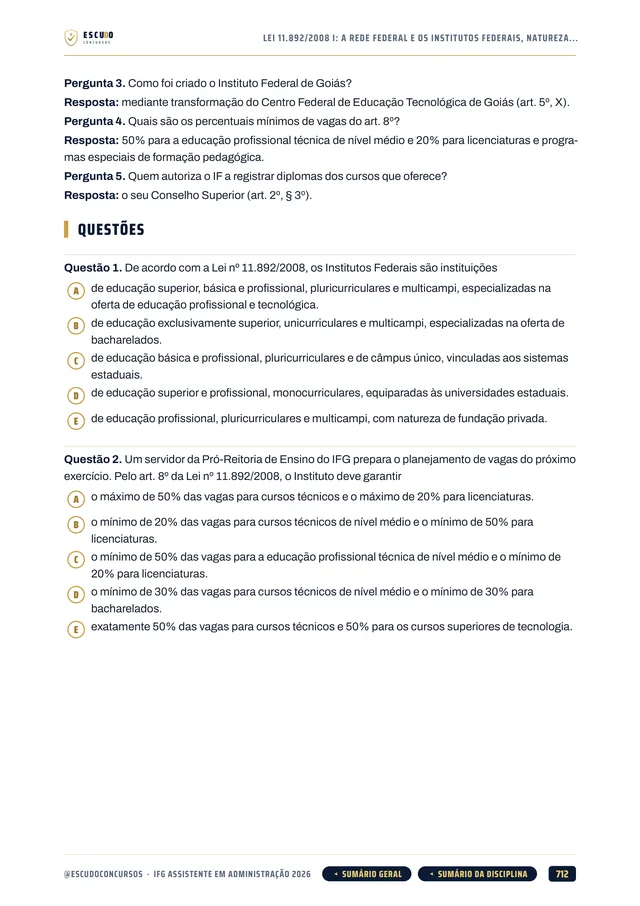 ESCUDO
CONCURSOS
LEI 11.892/2008 I: A REDE FEDERAL E OS INSTITUTOS FEDERAIS, NATUREZA...
Pergunta 3. Como foi criado o Instituto Federal de Goiás?
Resposta: mediante transformação do Centro Federal de Educação Tecnológica de Goiás (art. 5º, X).
Pergunta 4. Quais são os percentuais mínimos de vagas do art. 8º?
Resposta: 50% para a educação profissional técnica de nível médio e 20% para licenciaturas e progra-
mas especiais de formação pedagógica.
Pergunta 5. Quem autoriza o IF a registrar diplomas dos cursos que oferece?
Resposta: o seu Conselho Superior (art. 2º, § 3º).
QUESTÕES
Questão 1. De acordo com a Lei nº 11.892/2008, os Institutos Federais são instituições
A de educação superior, básica e profissional, pluricurriculares e multicampi, especializadas na
oferta de educação profissional e tecnológica.
B de educação exclusivamente superior, unicurriculares e multicampi, especializadas na oferta de
bacharelados.
C de educação básica e profissional, pluricurriculares e de câmpus único, vinculadas aos sistemas
estaduais.
D de educação superior e profissional, monocurriculares, equiparadas às universidades estaduais.
E de educação profissional, pluricurriculares e multicampi, com natureza de fundação privada.
Questão 2. Um servidor da Pró-Reitoria de Ensino do IFG prepara o planejamento de vagas do próximo
exercício. Pelo art. 8º da Lei nº 11.892/2008, o Instituto deve garantir
A o máximo de 50% das vagas para cursos técnicos e o máximo de 20% para licenciaturas.
B o mínimo de 20% das vagas para cursos técnicos de nível médio e o mínimo de 50% para
licenciaturas.
C o mínimo de 50% das vagas para a educação profissional técnica de nível médio e o mínimo de
20% para licenciaturas.
D o mínimo de 30% das vagas para cursos técnicos de nível médio e o mínimo de 30% para
bacharelados.
E exatamente 50% das vagas para cursos técnicos e 50% para os cursos superiores de tecnologia.
@ESCUDOCONCURSOS · IFG ASSISTENTE EM ADMINISTRAÇÃO 2026 SUMÁRIO GERAL SUMÁRIO DA DISCIPLINA 712